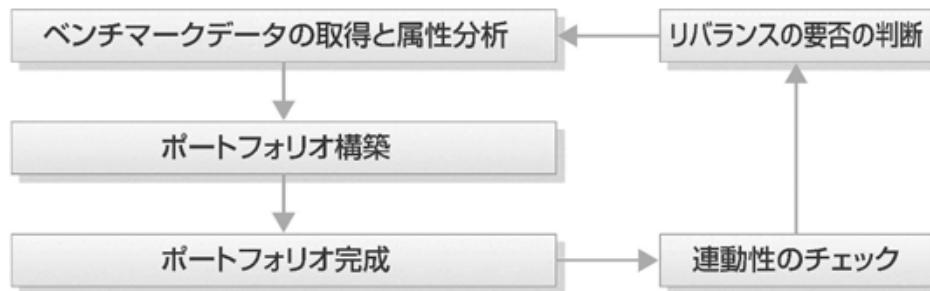 ベンチマークデータの取得と属性分析
リバランスの要否の判断
ポートフォリオ構築
ポートフォリオ完成
連動性のチェック